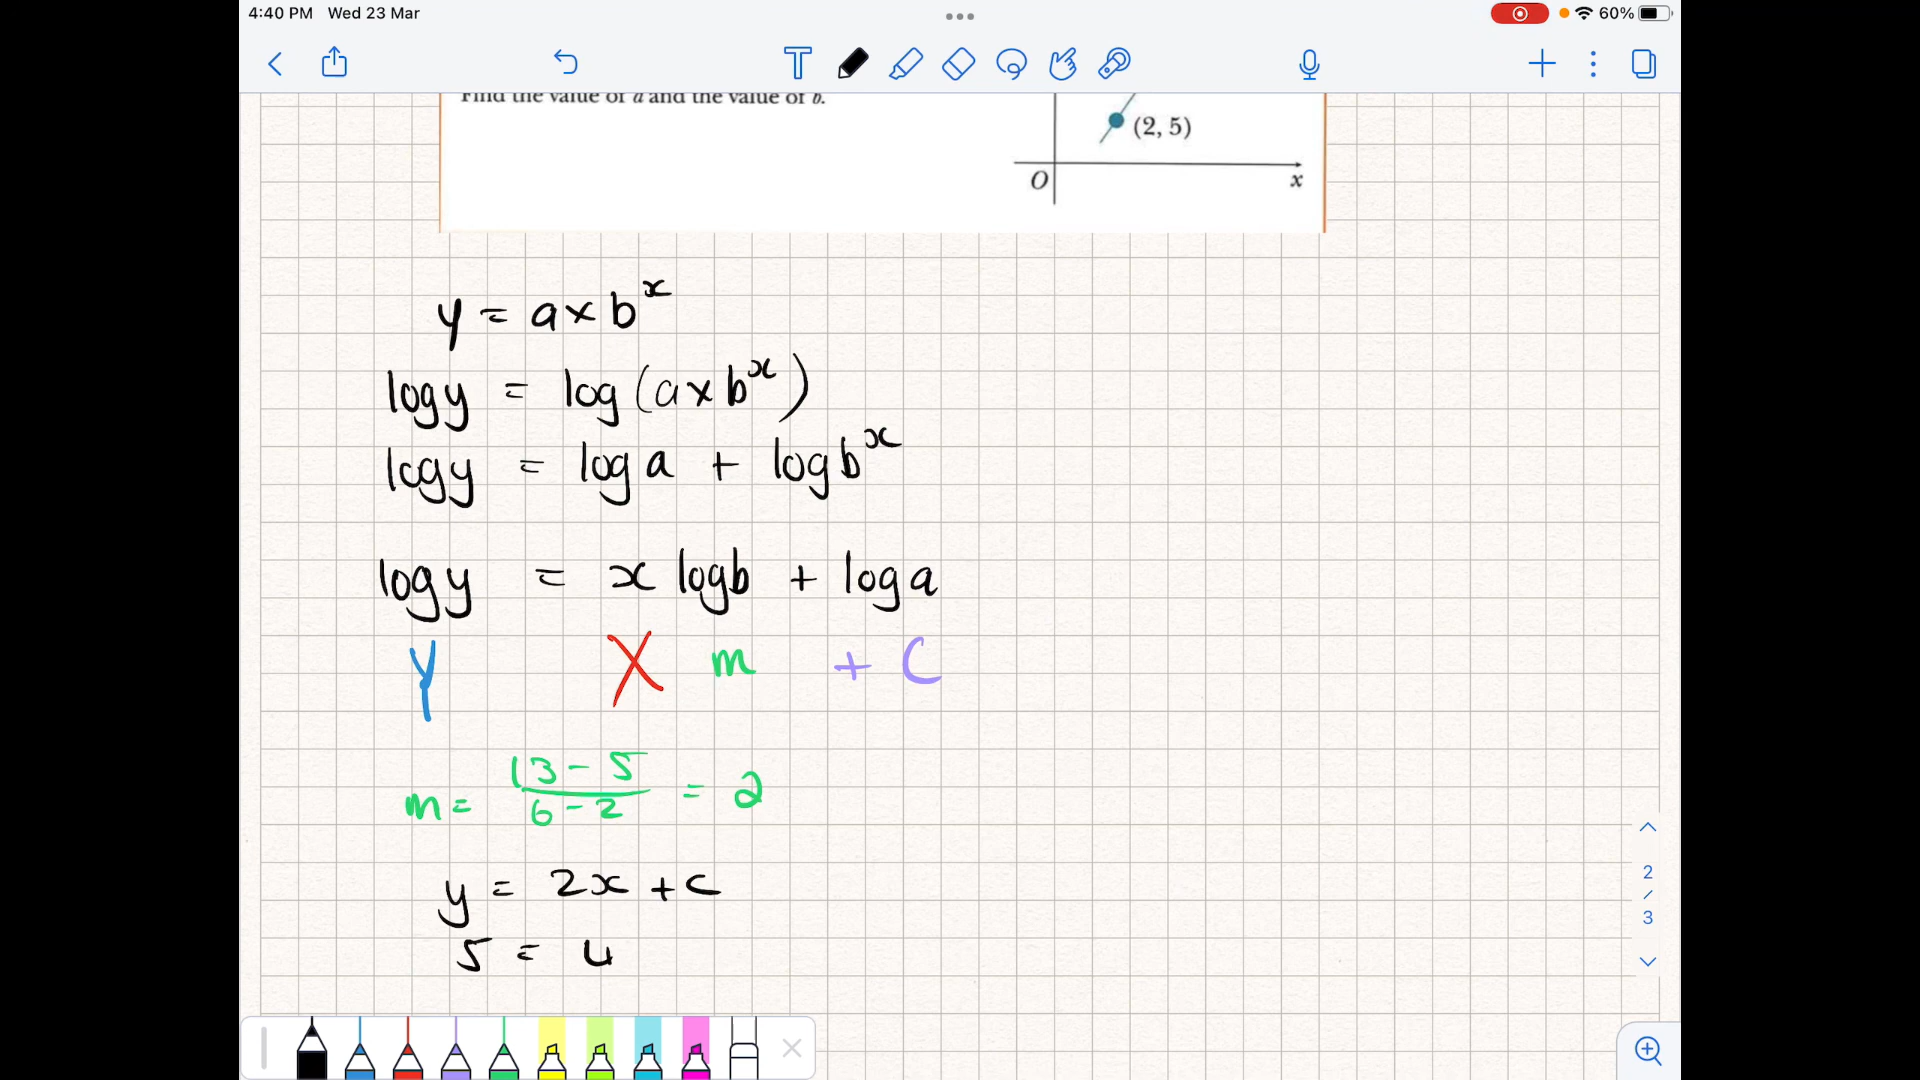 4:40 PM Wed 23 Mar
60%
T
Find the value of a and the value of b.
(2, 5)
O
x
y = a x b^x
log y = log (a x b^x)
log y = log a + log b^x
log y = x log b + log a
Y X m + C
m = (13 - 5)/(6 - 2) = 2
y = 2x + c
5 = 4
2
/
3